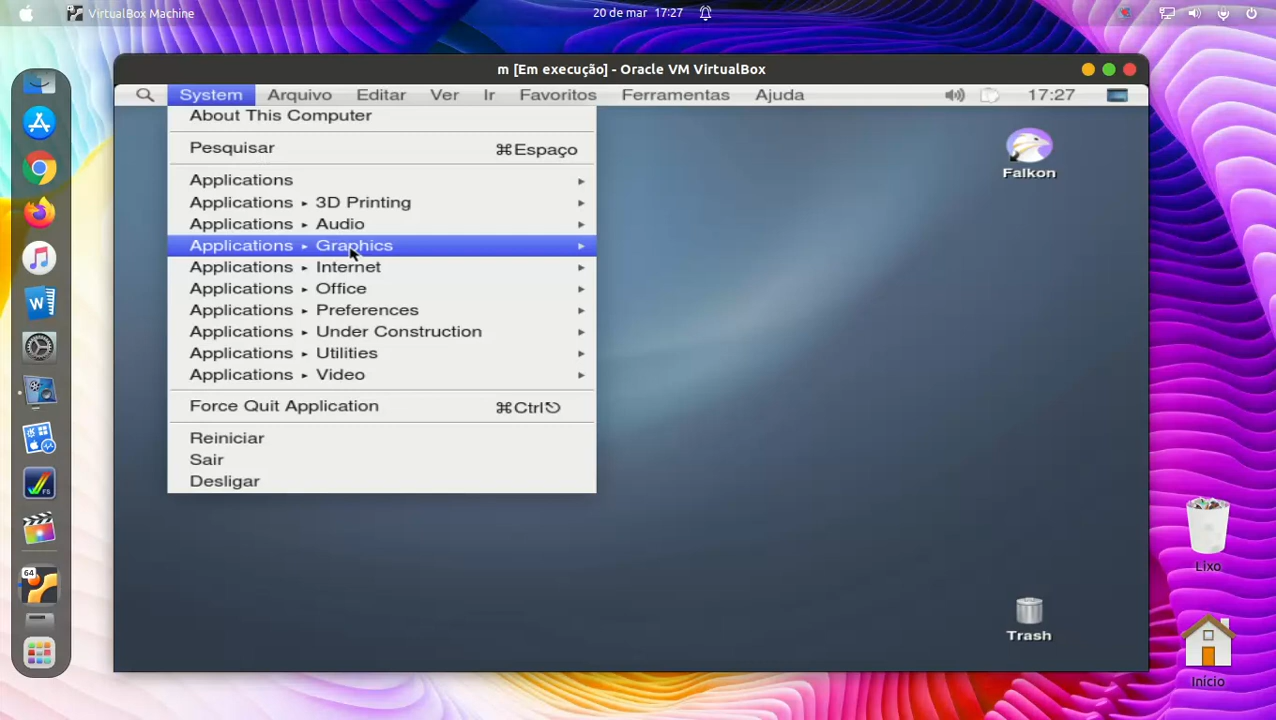 VirtualBox Machine
20 de mar 17:27
m [Em execução] - Oracle VM VirtualBox
System Arquivo Editar Ver Ir Favoritos Ferramentas Ajuda 17:27
About This Computer
Pesquisar ⌘Espaço
Applications ▸
Applications ▸ 3D Printing ▸
Applications ▸ Audio ▸
Applications ▸ Graphics ▸
Applications ▸ Internet ▸
Applications ▸ Office ▸
Applications ▸ Preferences ▸
Applications ▸ Under Construction ▸
Applications ▸ Utilities ▸
Applications ▸ Video ▸
Force Quit Application ⌘Ctrl⎋
Reiniciar
Sair
Desligar
Falkon
Trash
Lixo
Início
W
FS
64